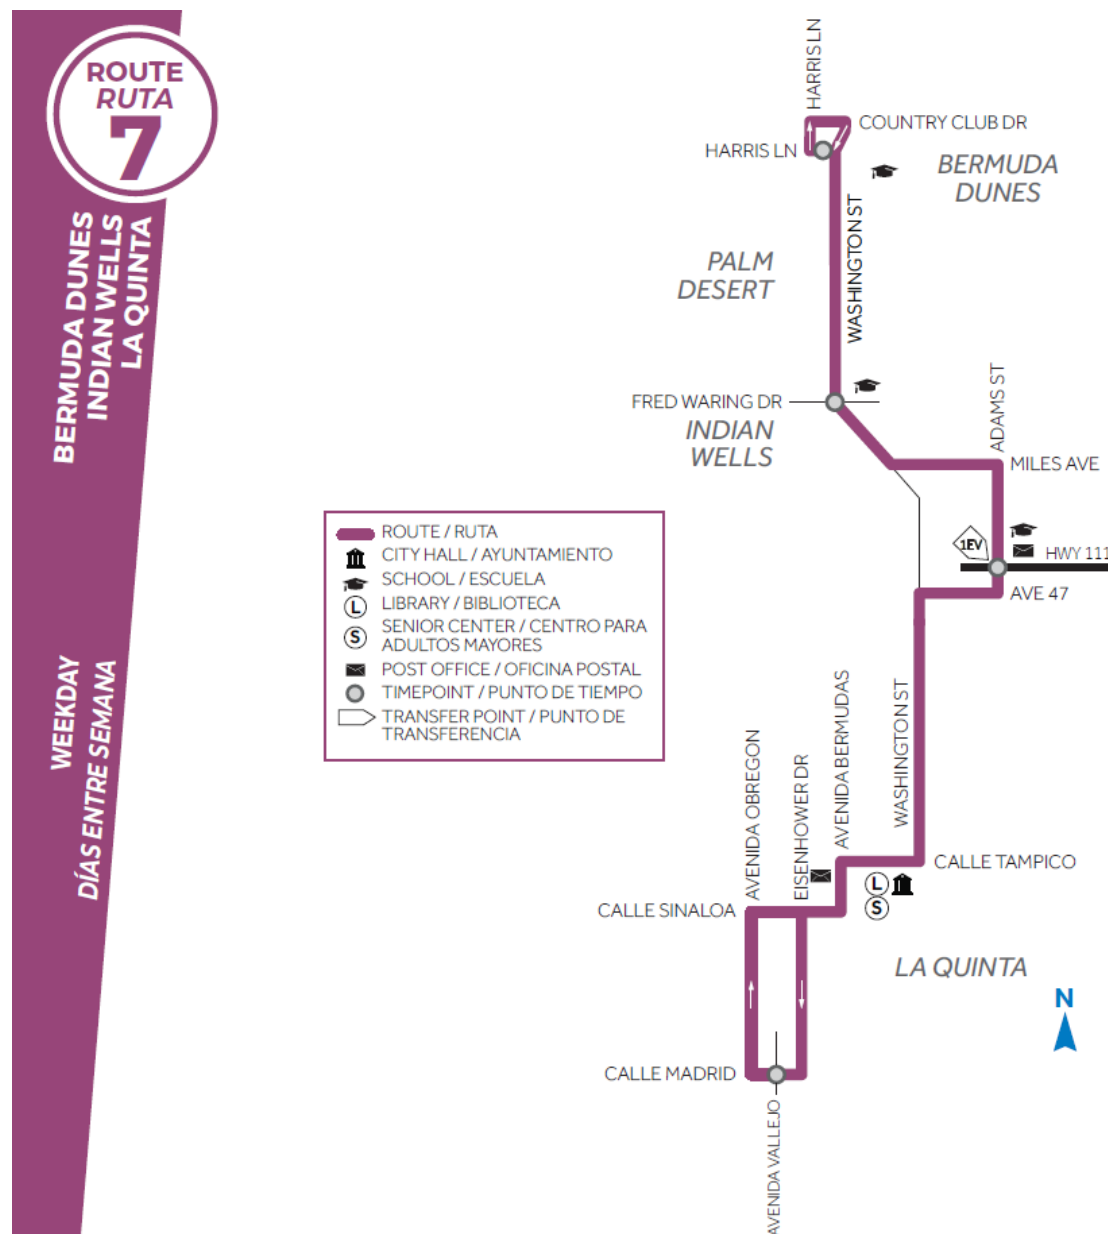 ROUTE
RUTA
7
BERMUDA DUNES
INDIAN WELLS
LA QUINTA
WEEKDAY
DÍAS ENTRE SEMANA
HARRIS LN
COUNTRY CLUB DR
HARRIS LN
BERMUDA
DUNES
WASHINGTON ST
PALM
DESERT
FRED WARING DR
INDIAN
WELLS
ADAMS ST
MILES AVE
1EV
HWY 111
AVE 47
ROUTE / RUTA
CITY HALL / AYUNTAMIENTO
SCHOOL / ESCUELA
L
LIBRARY / BIBLIOTECA
S
SENIOR CENTER / CENTRO PARA
ADULTOS MAYORES
POST OFFICE / OFICINA POSTAL
TIMEPOINT / PUNTO DE TIEMPO
TRANSFER POINT / PUNTO DE
TRANSFERENCIA
AVENIDA OBREGON
EISENHOWER DR
AVENIDA BERMUDAS
WASHINGTON ST
CALLE TAMPICO
L
S
CALLE SINALOA
LA QUINTA
N
CALLE MADRID
AVENIDA VALLEJO